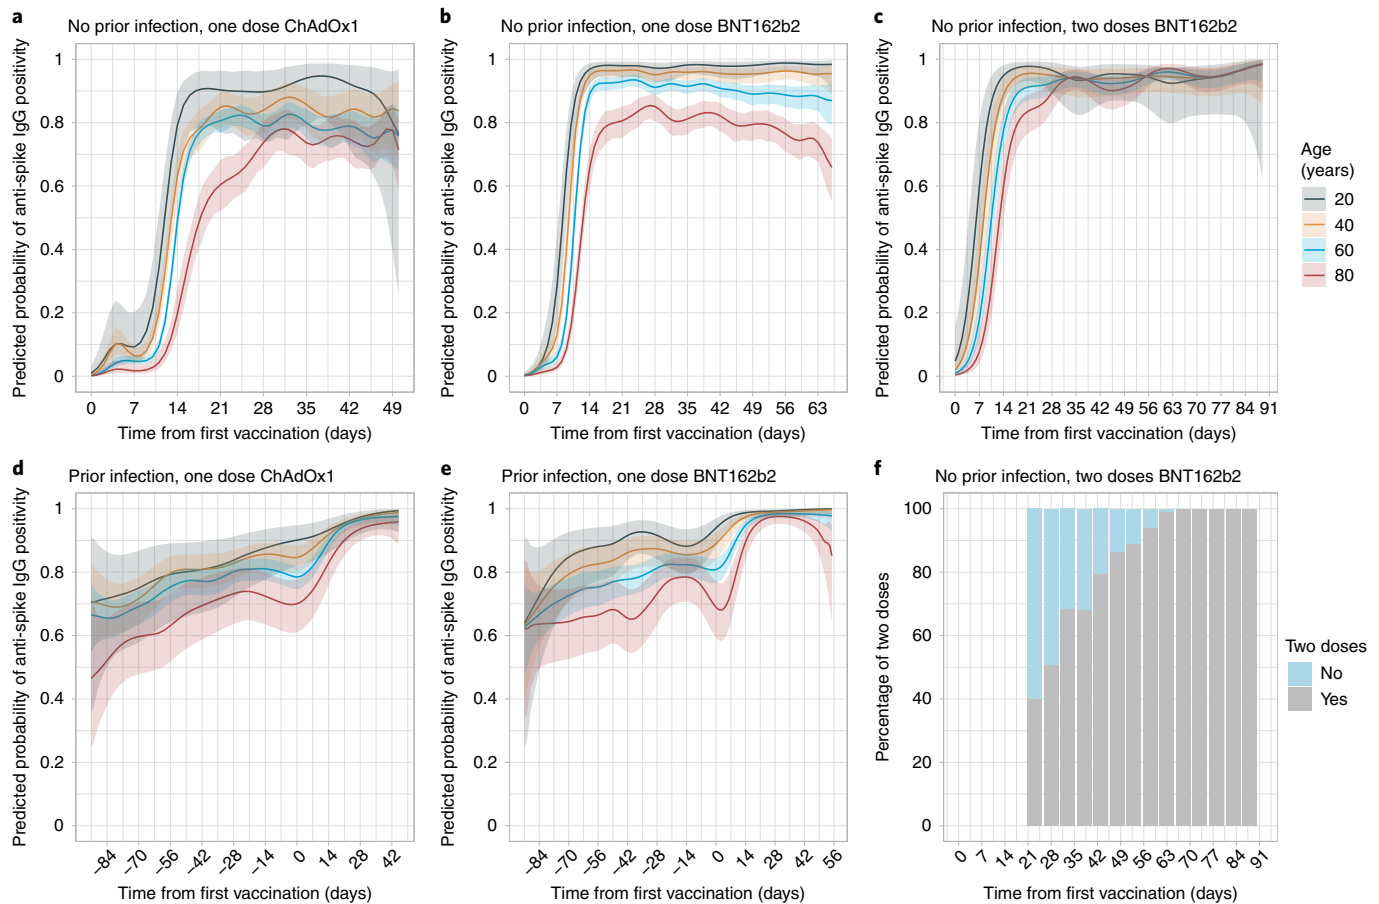 a
No prior infection, one dose ChAdOx1
Predicted probability of anti-spike IgG positivity
1
0.8
0.6
0.4
0.2
0
0 7 14 21 28 35 42 49
Time from first vaccination (days)
b
No prior infection, one dose BNT162b2
Predicted probability of anti-spike IgG positivity
1
0.8
0.6
0.4
0.2
0
0 7 14 21 28 35 42 49 56 63
Time from first vaccination (days)
c
No prior infection, two doses BNT162b2
Predicted probability of anti-spike IgG positivity
1
0.8
0.6
0.4
0.2
0
0 7 14 21 28 35 42 49 56 63 70 77 84 91
Time from first vaccination (days)
Age
(years)
20
40
60
80
d
Prior infection, one dose ChAdOx1
Predicted probability of anti-spike IgG positivity
1
0.8
0.6
0.4
0.2
0
−84 −70 −56 −42 −28 −14 0 14 28 42
Time from first vaccination (days)
e
Prior infection, one dose BNT162b2
Predicted probability of anti-spike IgG positivity
1
0.8
0.6
0.4
0.2
0
−84 −70 −56 −42 −28 −14 0 14 28 42 56
Time from first vaccination (days)
f
No prior infection, two doses BNT162b2
Percentage of two doses
100
80
60
40
20
0
0 7 14 21 28 35 42 49 56 63 70 77 84 91
Time from first vaccination (days)
Two doses
No
Yes